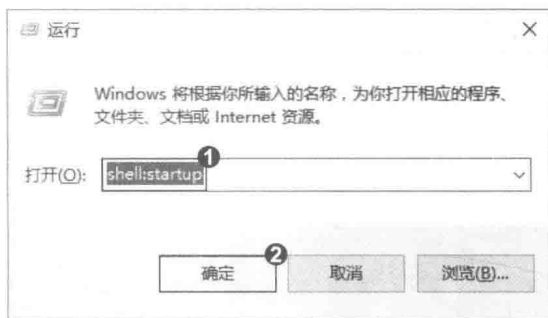 运行
Windows 将根据你所输入的名称，为你打开相应的程序、
文件夹、文档或 Internet 资源。
打开(O): shell:startup 1
2
确定 取消 浏览(B)...